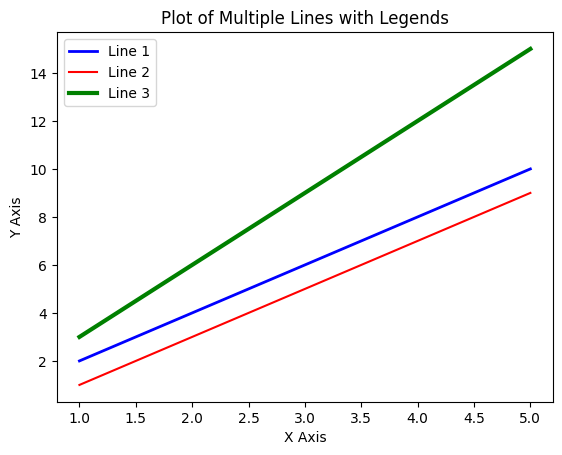 Plot of Multiple Lines with Legends
Line 1
Line 2
Line 3
14
12
10
8
6
4
2
Y Axis
1.0 1.5 2.0 2.5 3.0 3.5 4.0 4.5 5.0
X Axis